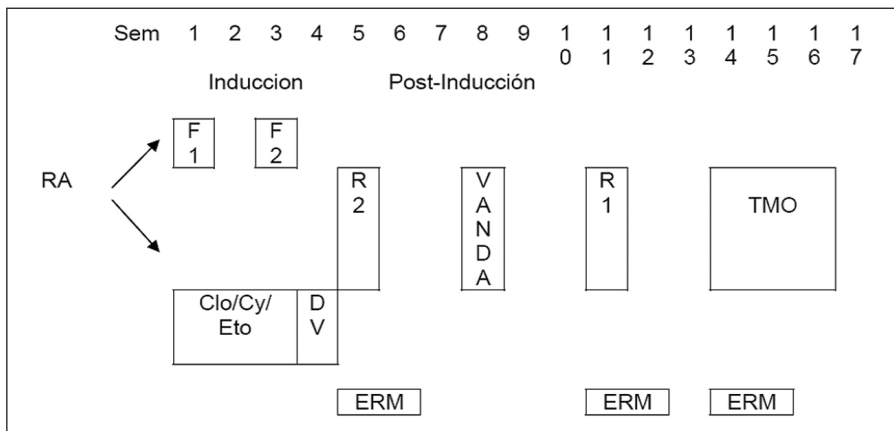 Sem 1 2 3 4 5 6 7 8 9 10 11 12 13 14 15 16 17
Induccion Post-Inducción
F1 F2
RA
R2 VANDA R1 TMO
Clo/Cy/ DV
Eto
ERM ERM ERM